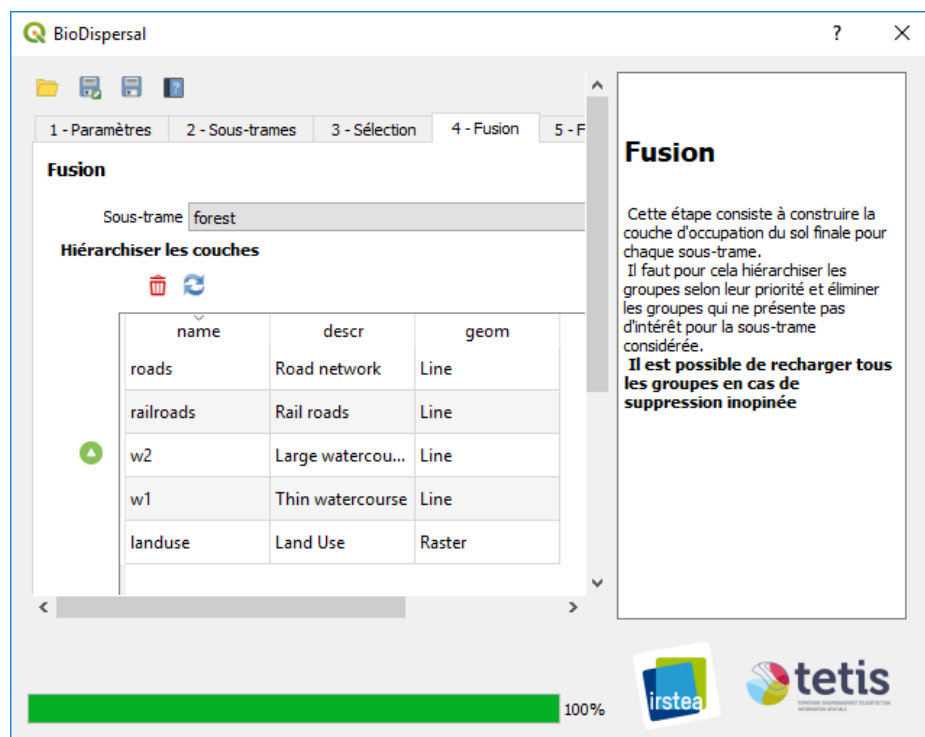 BioDispersal
?
1 - Paramètres 2 - Sous-trames 3 - Sélection 4 - Fusion 5 - F
Fusion
Sous-trame forest
Hiérarchiser les couches
name descr geom
roads Road network Line
railroads Rail roads Line
w2 Large watercou... Line
w1 Thin watercourse Line
landuse Land Use Raster
100%
Fusion
Cette étape consiste à construire la
couche d'occupation du sol finale pour
chaque sous-trame.
Il faut pour cela hiérarchiser les
groupes selon leur priorité et éliminer
les groupes qui ne présente pas
d'intérêt pour la sous-trame
considérée.
Il est possible de recharger tous
les groupes en cas de
suppression inopinée
irstea
tetis
TERRITOIRE ENVIRONNEMENT TÉLÉDÉTECTION
INFORMATION SPATIALE